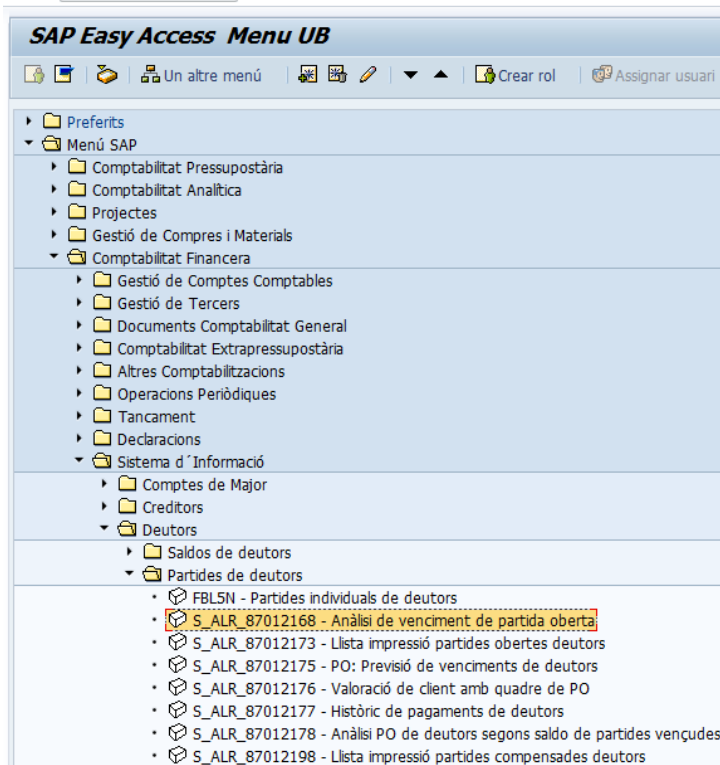 SAP Easy Access Menu UB
Un altre menú Crear rol Assignar usuari
Preferits
Menú SAP
Comptabilitat Pressupostària
Comptabilitat Analítica
Projectes
Gestió de Compres i Materials
Comptabilitat Financera
Gestió de Comptes Comptables
Gestió de Tercers
Documents Comptabilitat General
Comptabilitat Extrapressupostària
Altres Comptabilitzacions
Operacions Periòdiques
Tancament
Declaracions
Sistema d´Informació
Comptes de Major
Creditors
Deutors
Saldos de deutors
Partides de deutors
FBL5N - Partides individuals de deutors
S_ALR_87012168 - Anàlisi de venciment de partida oberta
S_ALR_87012173 - Llista impressió partides obertes deutors
S_ALR_87012175 - PO: Previsió de venciments de deutors
S_ALR_87012176 - Valoració de client amb quadre de PO
S_ALR_87012177 - Històric de pagaments de deutors
S_ALR_87012178 - Anàlisi PO de deutors segons saldo de partides vençudes
S_ALR_87012198 - Llista impressió partides compensades deutors